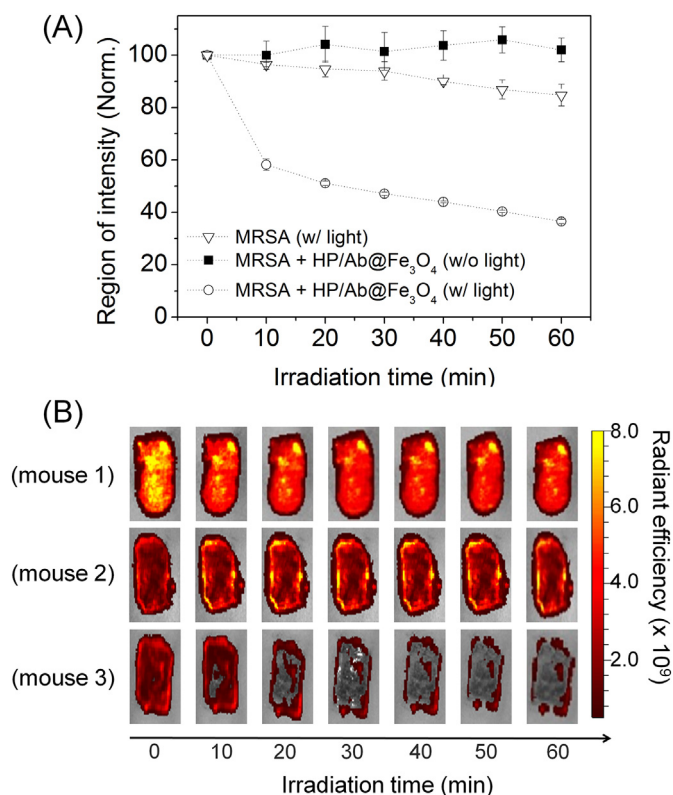 (A)
Region of intensity (Norm.)
100
80
60
40
20
0
MRSA (w/ light)
MRSA + HP/Ab@Fe₃O₄ (w/o light)
MRSA + HP/Ab@Fe₃O₄ (w/ light)
0 10 20 30 40 50 60
Irradiation time (min)
(B)
(mouse 1)
(mouse 2)
(mouse 3)
8.0
6.0
4.0
2.0
Radiant efficiency (x 10⁹)
0 10 20 30 40 50 60
Irradiation time (min)